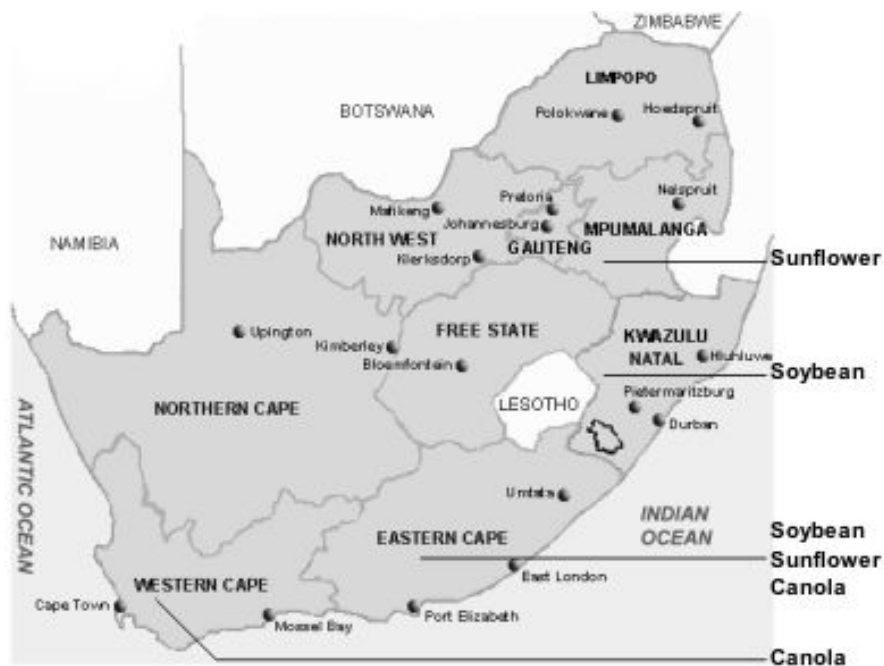 ZIMBABWE
LIMPOPO
Polokwane
Hoedspruit
BOTSWANA
Pretoria
Nelspruit
Mafikeng
Johannesburg
MPUMALANGA
NORTH WEST
GAUTENG
NAMIBIA
Klerksdorp
Sunflower
Upington
FREE STATE
KWAZULU
NATAL
Kimberley
Hluhluwe
Bloemfontein
Soybean
LESOTHO
Pietermaritzburg
NORTHERN CAPE
Durban
ATLANTIC OCEAN
Umtata
INDIAN
OCEAN
EASTERN CAPE
Soybean
Sunflower
Canola
East London
WESTERN CAPE
Cape Town
Mossel Bay
Port Elizabeth
Canola